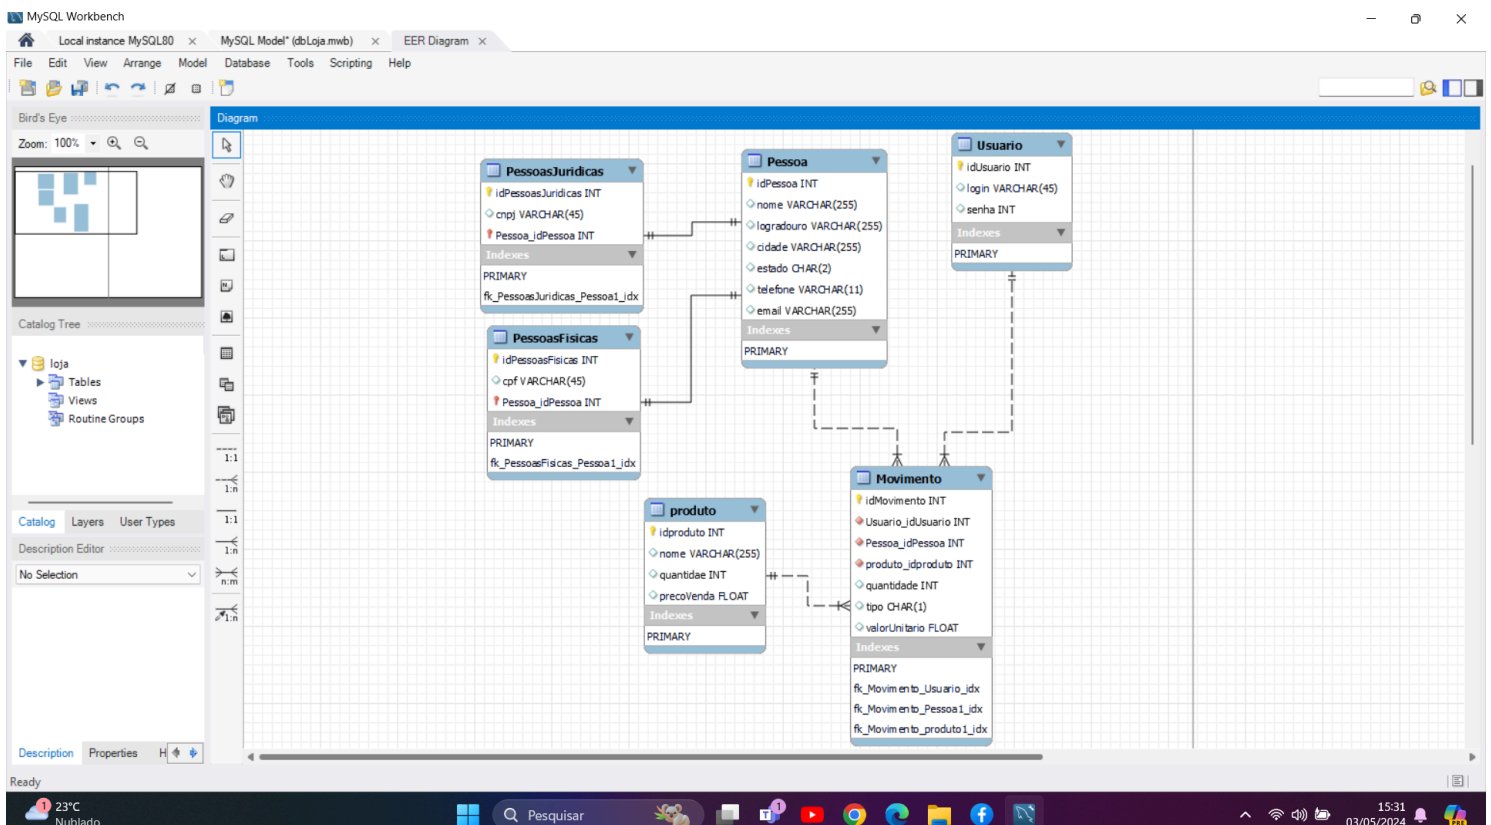 MySQL Workbench
Local instance MySQL80 × MySQL Model* (dbLoja.mwb) × EER Diagram ×
File Edit View Arrange Model Database Tools Scripting Help
Bird's Eye
Zoom: 100%
Diagram
PessoasJuridicas
idPessoasJuridicas INT
cnpj VARCHAR(45)
Pessoa_idPessoa INT
Indexes
PRIMARY
fk_PessoasJuridicas_Pessoa1_idx
Pessoa
idPessoa INT
nome VARCHAR(255)
logradouro VARCHAR(255)
cidade VARCHAR(255)
estado CHAR(2)
telefone VARCHAR(11)
email VARCHAR(255)
Indexes
PRIMARY
Usuario
idUsuario INT
login VARCHAR(45)
senha INT
Indexes
PRIMARY
PessoasFisicas
idPessoasFisicas INT
cpf VARCHAR(45)
Pessoa_idPessoa INT
Indexes
PRIMARY
fk_PessoasFisicas_Pessoa1_idx
produto
idproduto INT
nome VARCHAR(255)
quantidae INT
precoVenda FLOAT
Indexes
PRIMARY
Movimento
idMovimento INT
Usuario_idUsuario INT
Pessoa_idPessoa INT
produto_idproduto INT
quantidade INT
tipo CHAR(1)
valorUnitario FLOAT
Indexes
PRIMARY
fk_Movimento_Usuario_idx
fk_Movimento_Pessoa1_idx
fk_Movimento_produto1_idx
Catalog Tree
loja
Tables
Views
Routine Groups
1:1
1:n
1:1
1:n
n:m
1:n
Catalog Layers User Types
Description Editor
No Selection
Description Properties H
Ready
1
23°C
Nublado
Pesquisar
1
15:31
03/05/2024
PRE